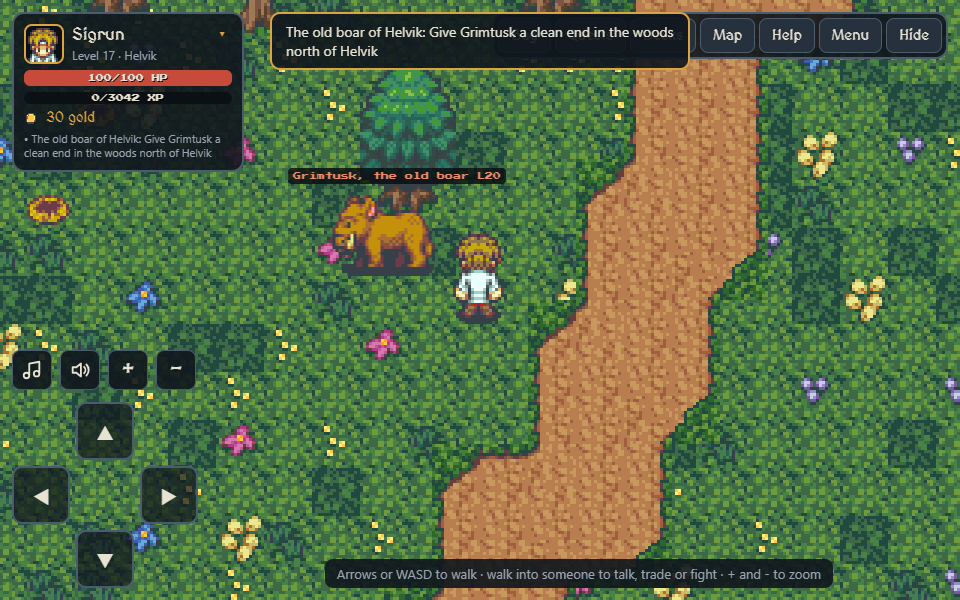 Sigrun
Level 17 · Helvik
100/100 HP
0/3042 XP
30 gold
• The old boar of Helvik: Give Grimtusk a
clean end in the woods north of Helvik
The old boar of Helvik: Give Grimtusk a clean end in the woods
north of Helvik
Map
Help
Menu
Hide
Grimtusk, the old boar L20
Arrows or WASD to walk · walk into someone to talk, trade or fight · + and - to zoom